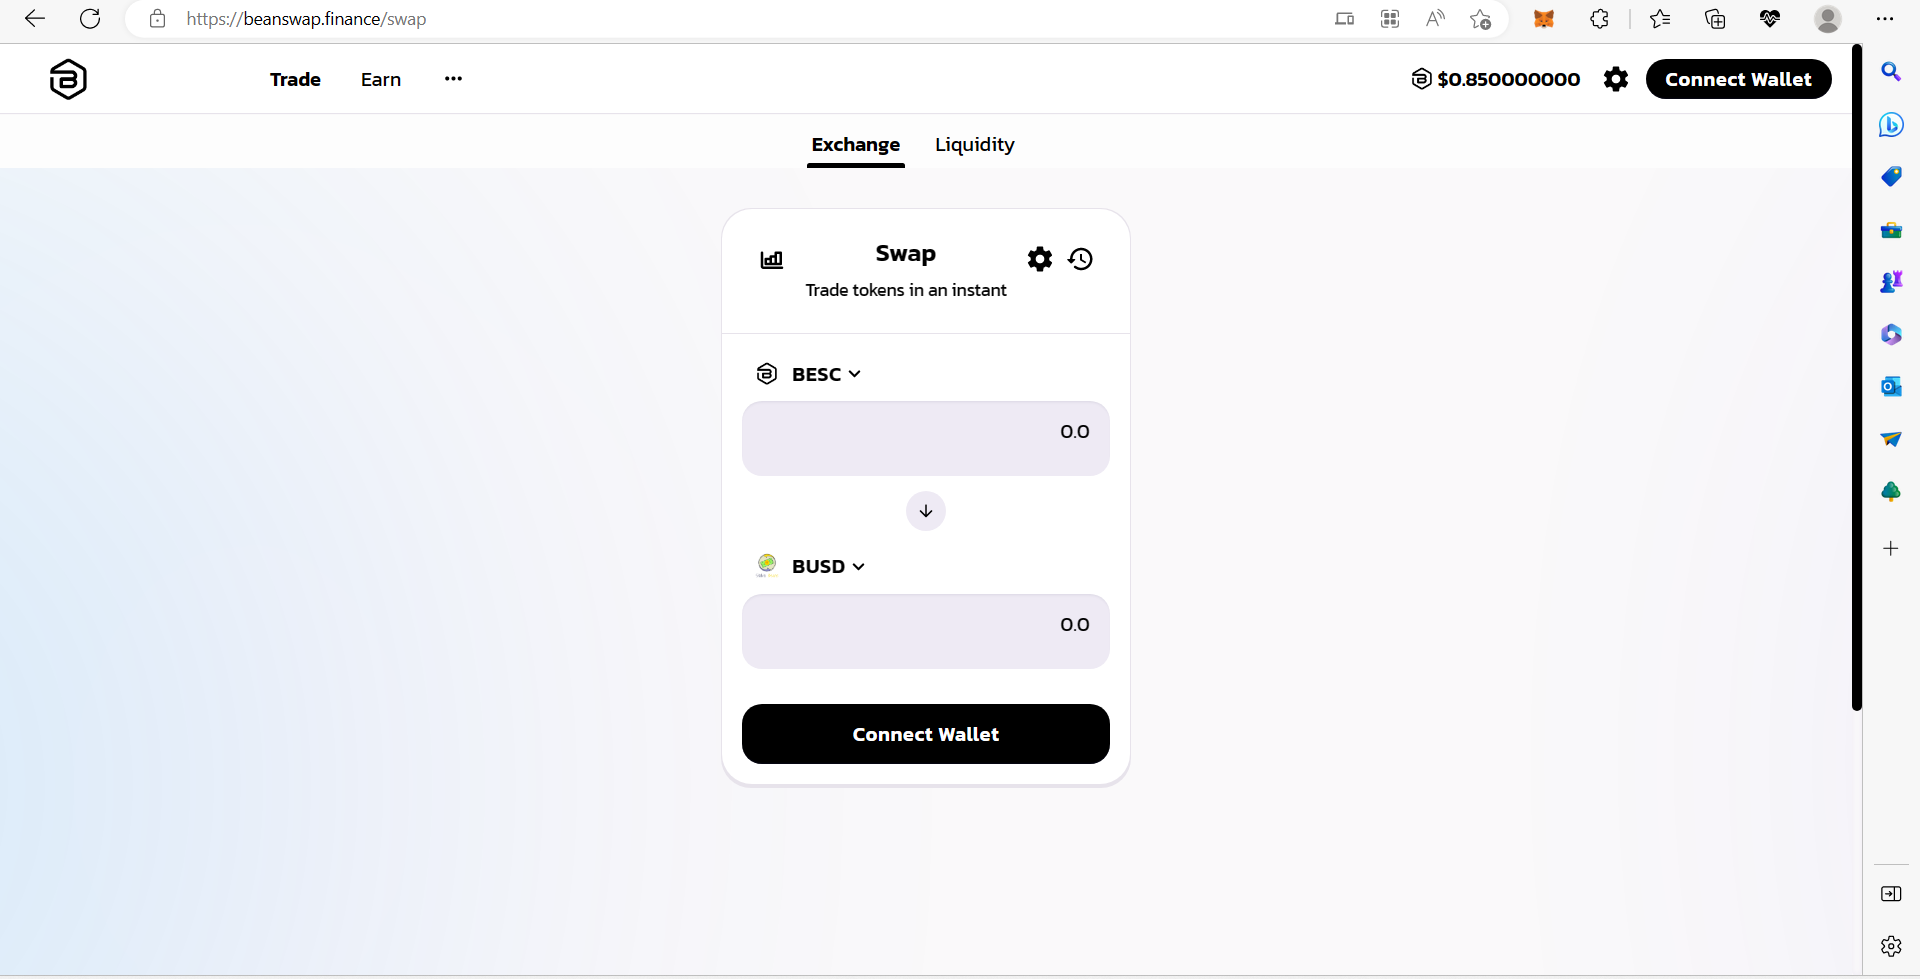 https://beanswap.finance/swap
Trade Earn $0.850000000 Connect Wallet
Exchange Liquidity
Swap
Trade tokens in an instant
BESC
0.0
BUSD
0.0
Connect Wallet